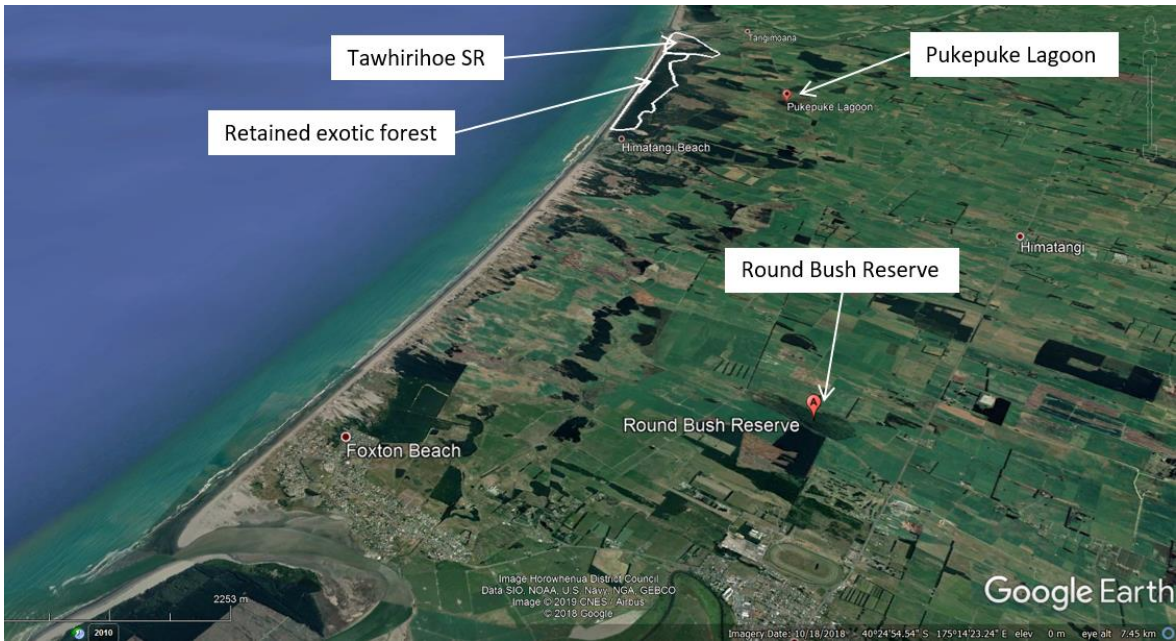 Tawhirihoe SR
Tangimoana
Pukepuke Lagoon
Pukepuke Lagoon
Retained exotic forest
Himatangi Beach
Himatangi
Round Bush Reserve
Round Bush Reserve
A
Foxton Beach
Image Horowhenua District Council
Data SIO, NOAA, U.S. Navy, NGA, GEBCO
Image © 2019 CNES / Airbus
© 2018 Google
Google Earth
2253 m
2010
Imagery Date: 10/18/2018 40°24'54.54" S 175°14'23.24" E elev 0 m eye alt 7.45 km